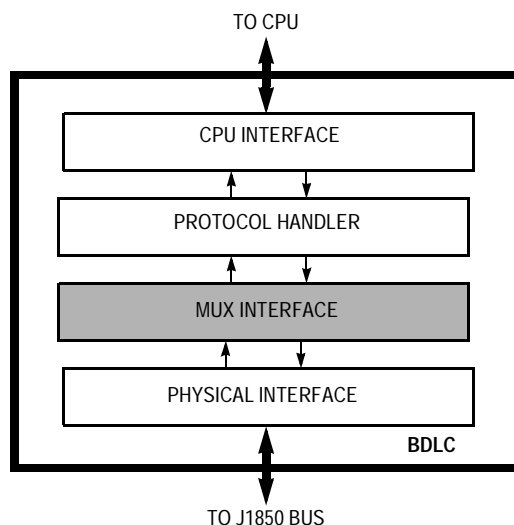 TO CPU
CPU INTERFACE
PROTOCOL HANDLER
MUX INTERFACE
PHYSICAL INTERFACE
BDLC
TO J1850 BUS